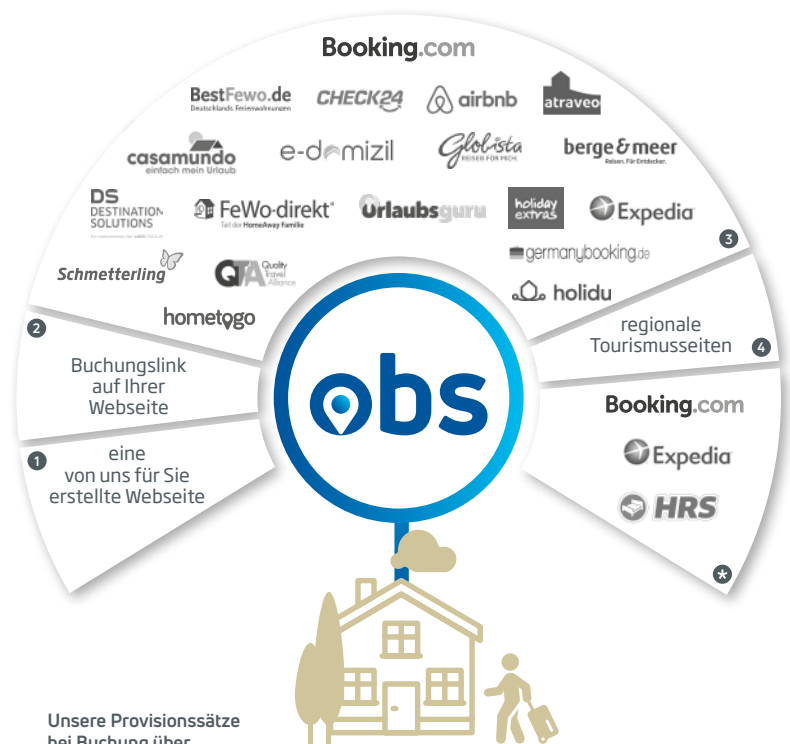 Booking.com
BestFewo.de
Deutschlands Ferienwohnungen
CHECK24
airbnb
atraveo
casamundo
einfach mein Urlaub
e-domizil
Globista
REISEN FÜR MICH.
berge & meer
Reisen. Für Entdecker.
DS
DESTINATION
SOLUTIONS
FeWo-direkt
Teil der HomeAway Familie
Urlaubsguru
holiday
extras
Expedia
3
germanybooking.de
Schmetterling
QTA
Quality
Travel
Alliance
holidu
hometogo
2
Buchungslink
auf Ihrer
Webseite
regionale
Tourismusseiten
4
obs
1
eine
von uns für Sie
erstellte Webseite
Booking.com
Expedia
HRS
*
Unsere Provisionssätze
bei Buchung über